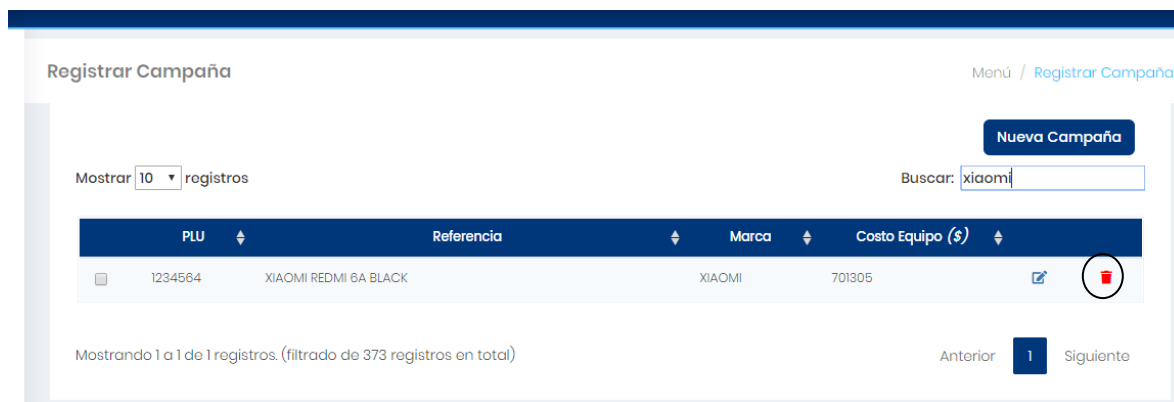 Registrar Campaña
Menú / Registrar Campaña
Nueva Campaña
Mostrar 10 registros
Buscar: xiaomi
PLU Referencia Marca Costo Equipo ($)
1234564 XIAOMI REDMI 6A BLACK XIAOMI 701305
Mostrando 1 a 1 de 1 registros. (filtrado de 373 registros en total)
Anterior 1 Siguiente